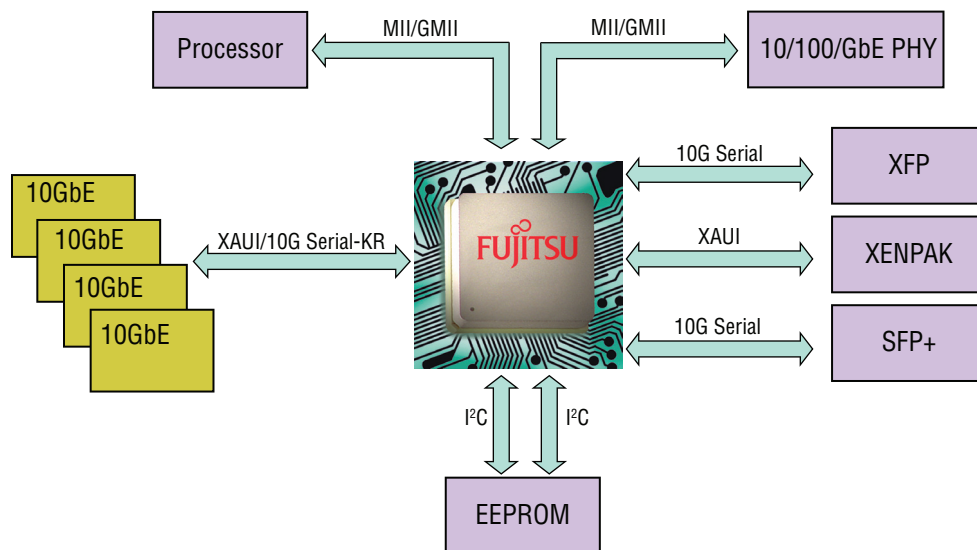 MII/GMII
MII/GMII
Processor
10/100/GbE PHY
10G Serial
XFP
10GbE
10GbE
10GbE
10GbE
XAUI/10G Serial-KR
FUJITSU
XAUI
XENPAK
10G Serial
SFP+
I²C
I²C
EEPROM